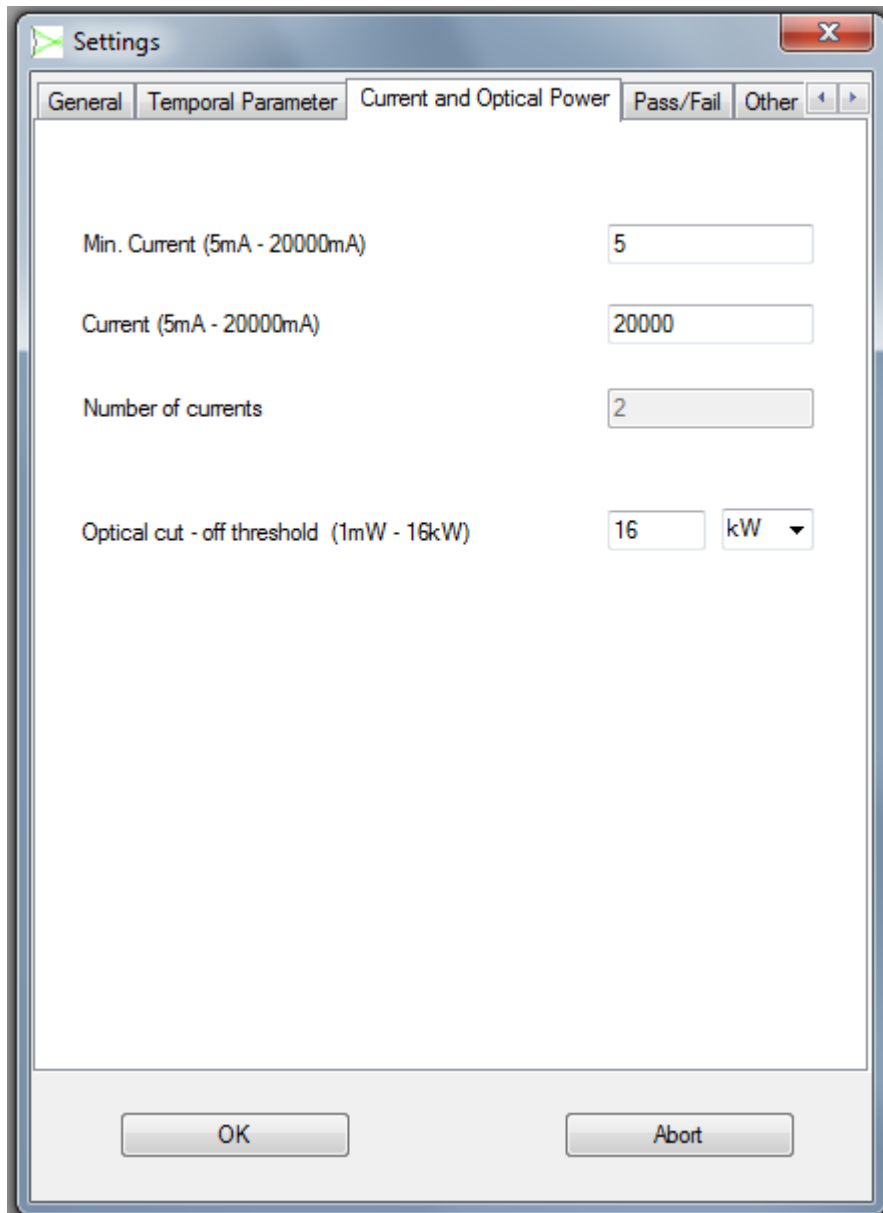 Settings
General Temporal Parameter Current and Optical Power Pass/Fail Other
Min. Current (5mA - 20000mA) 5
Current (5mA - 20000mA) 20000
Number of currents 2
Optical cut - off threshold (1mW - 16kW) 16 kW
OK Abort